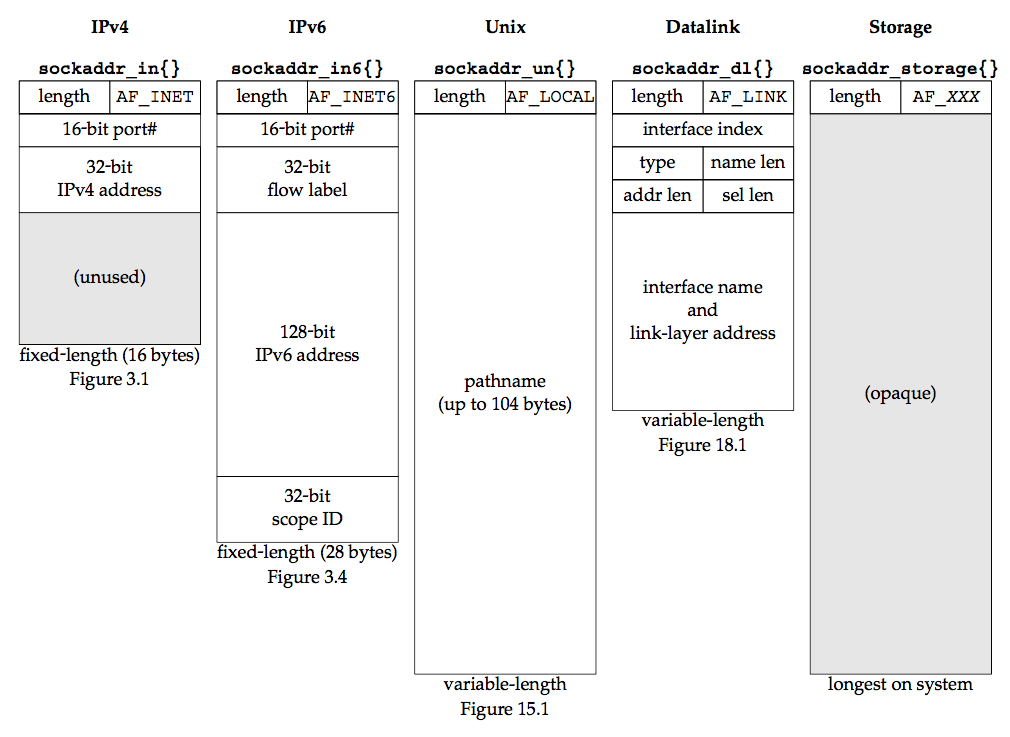 IPv4
sockaddr_in{}
length AF_INET
16-bit port#
32-bit
IPv4 address
(unused)
fixed-length (16 bytes)
Figure 3.1
IPv6
sockaddr_in6{}
length AF_INET6
16-bit port#
32-bit
flow label
128-bit
IPv6 address
32-bit
scope ID
fixed-length (28 bytes)
Figure 3.4
Unix
sockaddr_un{}
length AF_LOCAL
pathname
(up to 104 bytes)
variable-length
Figure 15.1
Datalink
sockaddr_dl{}
length AF_LINK
interface index
type name len
addr len sel len
interface name
and
link-layer address
variable-length
Figure 18.1
Storage
sockaddr_storage{}
length AF_XXX
(opaque)
longest on system